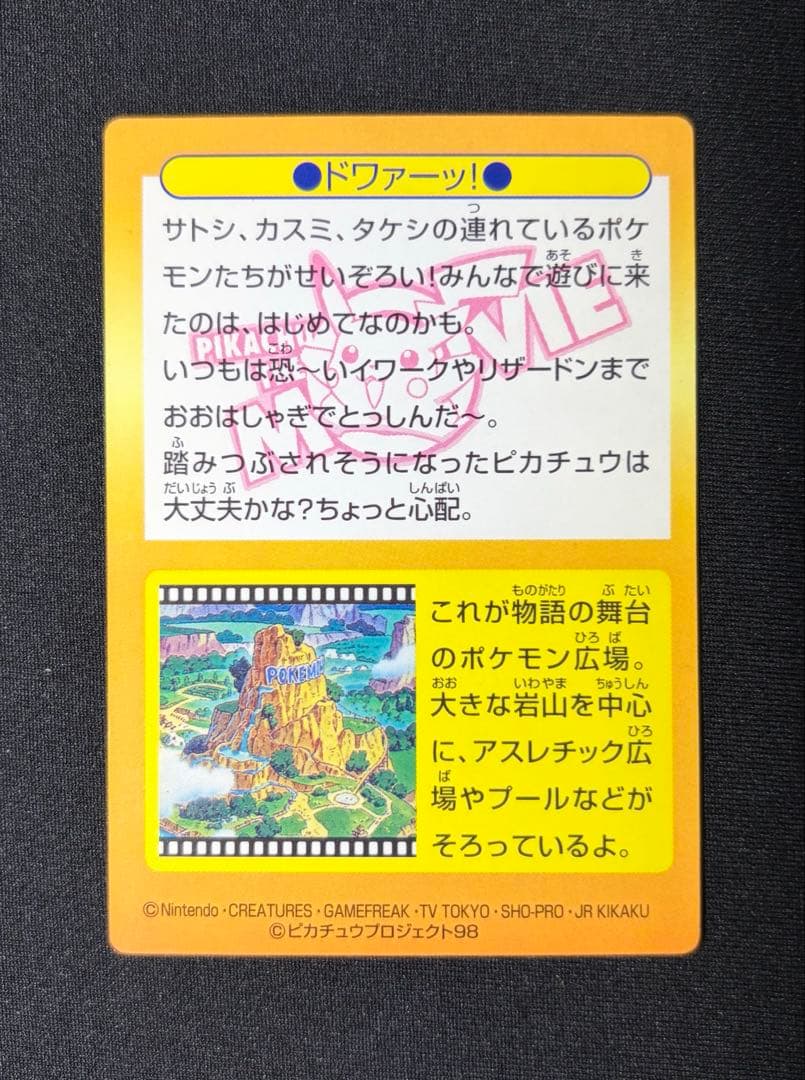 ●ドワァーッ!●
サトシ、カスミ、タケシの連れているポケ
モンたちがせいぞろい!みんなで遊びに来
たのは、はじめてなのかも。
いつもは恐〜いイワークやリザードンまで
おおはしゃぎでとっしんだ〜。
踏みつぶされそうになったピカチュウは
大丈夫かな?ちょっと心配。
PIKACHU
THE
MOVIE
これが物語の舞台
のポケモン広場。
大きな岩山を中心
に、アスレチック広
場やプールなどが
そろっているよ。
©Nintendo・CREATURES・GAMEFREAK・TV TOKYO・SHO-PRO・JR KIKAKU
©ピカチュウプロジェクト98